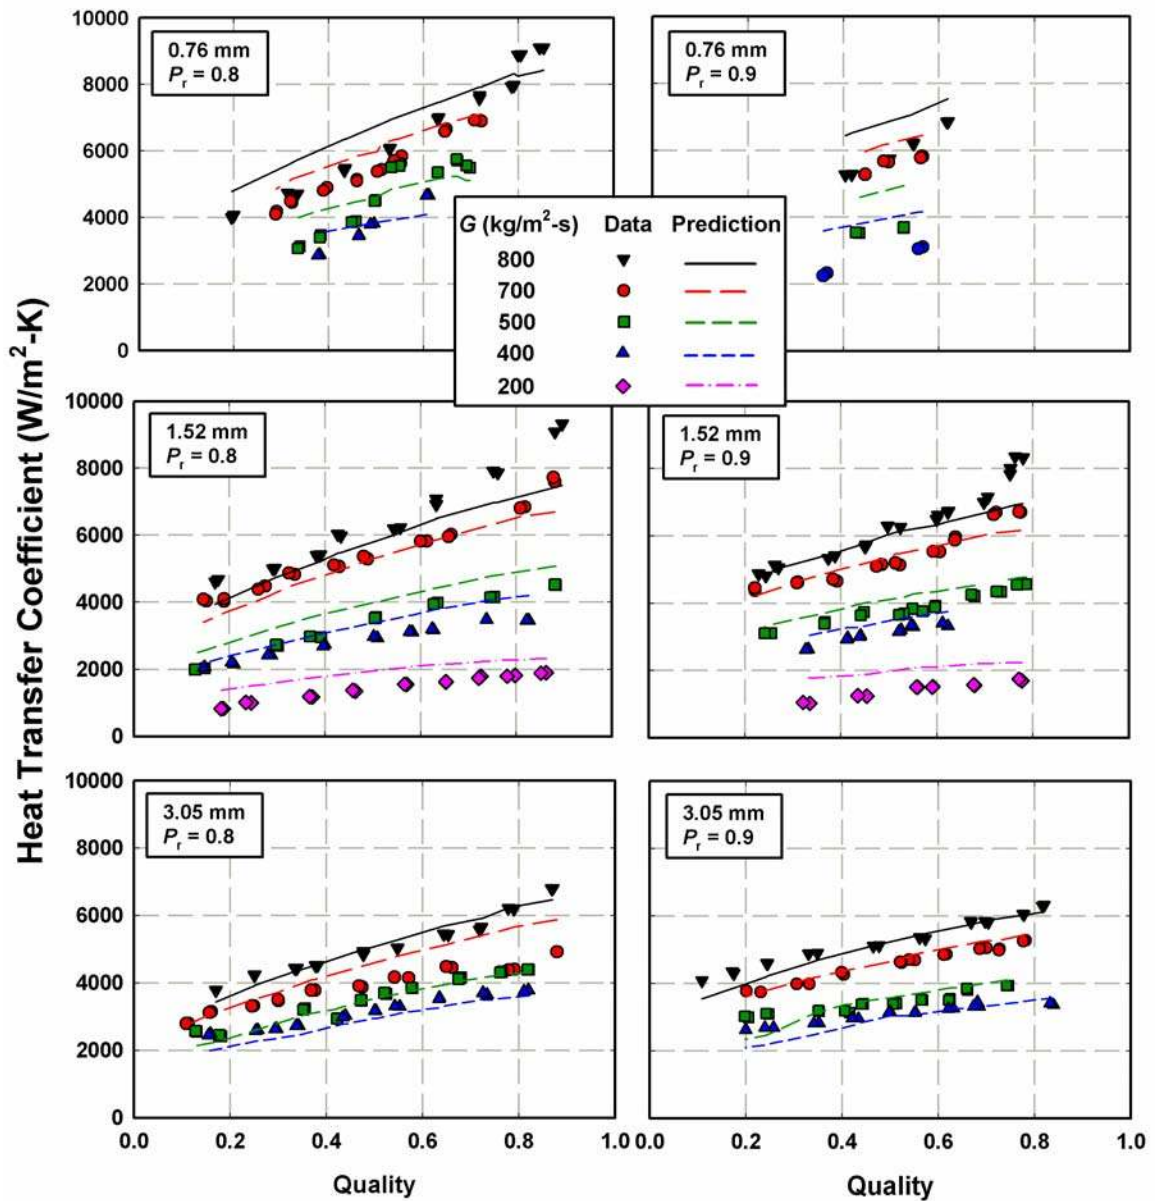 Heat Transfer Coefficient (W/m²-K)
10000
8000
6000
4000
2000
0
0.76 mm
Pr = 0.8
0.76 mm
Pr = 0.9
G (kg/m²-s) Data Prediction
800
700
500
400
200
10000
8000
6000
4000
2000
0
1.52 mm
Pr = 0.8
1.52 mm
Pr = 0.9
10000
8000
6000
4000
2000
0
3.05 mm
Pr = 0.8
3.05 mm
Pr = 0.9
0.0 0.2 0.4 0.6 0.8 1.0 0.0 0.2 0.4 0.6 0.8 1.0
Quality Quality